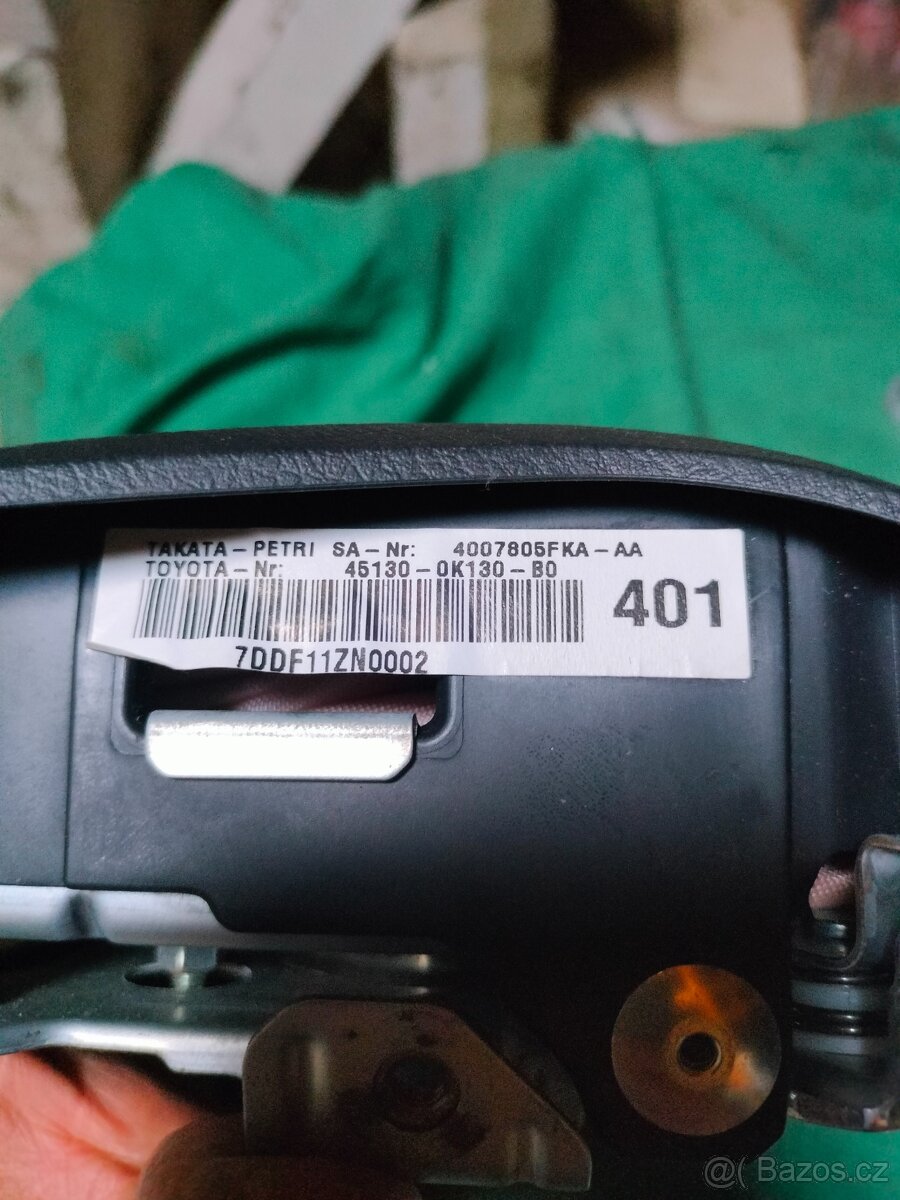 TAKATA-PETRI SA-Nr: 4007805FKA-AA
TOYOTA-Nr: 45130-0K130-B0
401
7DDF11ZN0002
@( Bazos.cz